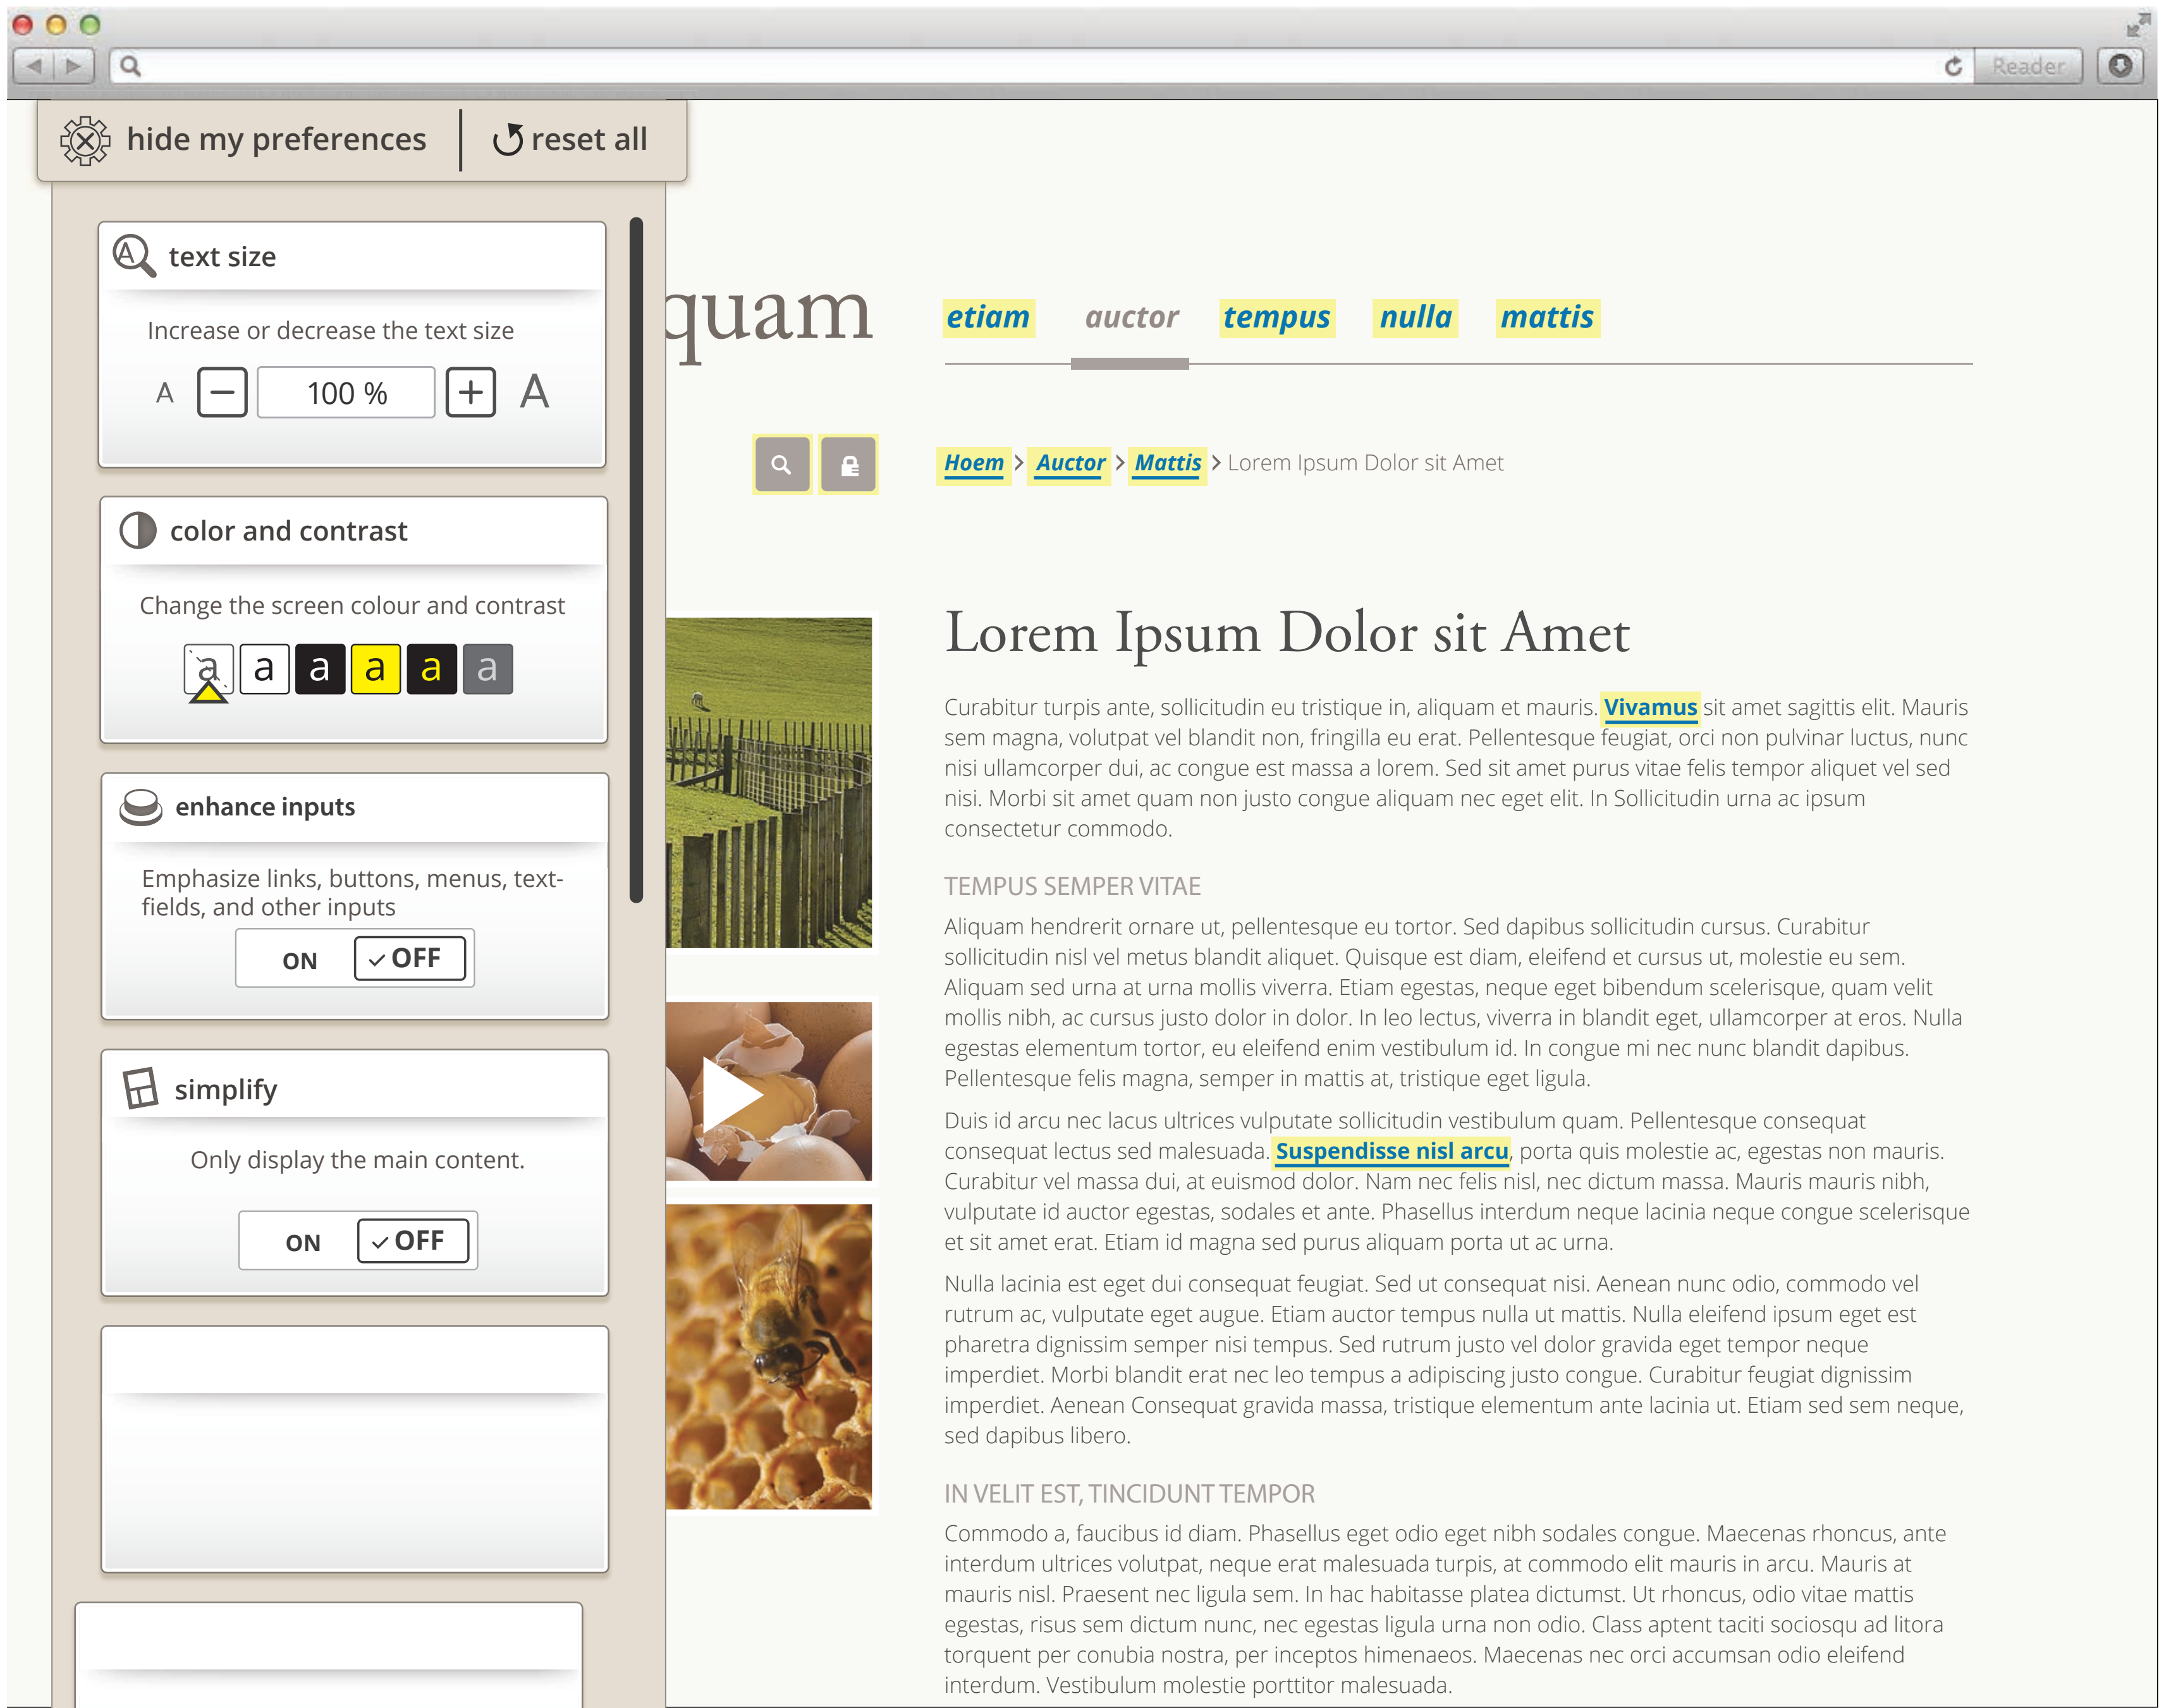 Reader
hide my preferences
reset all
A
text size
Increase or decrease the text size
A
100 %
A
color and contrast
Change the screen colour and contrast
a a a a a a
enhance inputs
Emphasize links, buttons, menus, text-
fields, and other inputs
ON
OFF
simplify
Only display the main content.
ON
OFF
quam
etiam
auctor
tempus
nulla
mattis
Hoem > Auctor > Mattis > Lorem Ipsum Dolor sit Amet
Lorem Ipsum Dolor sit Amet
Curabitur turpis ante, sollicitudin eu tristique in, aliquam et mauris. Vivamus sit amet sagittis elit. Mauris
sem magna, volutpat vel blandit non, fringilla eu erat. Pellentesque feugiat, orci non pulvinar luctus, nunc
nisi ullamcorper dui, ac congue est massa a lorem. Sed sit amet purus vitae felis tempor aliquet vel sed
nisi. Morbi sit amet quam non justo congue aliquam nec eget elit. In Sollicitudin urna ac ipsum
consectetur commodo.
TEMPUS SEMPER VITAE
Aliquam hendrerit ornare ut, pellentesque eu tortor. Sed dapibus sollicitudin cursus. Curabitur
sollicitudin nisl vel metus blandit aliquet. Quisque est diam, eleifend et cursus ut, molestie eu sem.
Aliquam sed urna at urna mollis viverra. Etiam egestas, neque eget bibendum scelerisque, quam velit
mollis nibh, ac cursus justo dolor in dolor. In leo lectus, viverra in blandit eget, ullamcorper at eros. Nulla
egestas elementum tortor, eu eleifend enim vestibulum id. In congue mi nec nunc blandit dapibus.
Pellentesque felis magna, semper in mattis at, tristique eget ligula.
Duis id arcu nec lacus ultrices vulputate sollicitudin vestibulum quam. Pellentesque consequat
consequat lectus sed malesuada. Suspendisse nisl arcu, porta quis molestie ac, egestas non mauris.
Curabitur vel massa dui, at euismod dolor. Nam nec felis nisl, nec dictum massa. Mauris mauris nibh,
vulputate id auctor egestas, sodales et ante. Phasellus interdum neque lacinia neque congue scelerisque
et sit amet erat. Etiam id magna sed purus aliquam porta ut ac urna.
Nulla lacinia est eget dui consequat feugiat. Sed ut consequat nisi. Aenean nunc odio, commodo vel
rutrum ac, vulputate eget augue. Etiam auctor tempus nulla ut mattis. Nulla eleifend ipsum eget est
pharetra dignissim semper nisi tempus. Sed rutrum justo vel dolor gravida eget tempor neque
imperdiet. Morbi blandit erat nec leo tempus a adipiscing justo congue. Curabitur feugiat dignissim
imperdiet. Aenean Consequat gravida massa, tristique elementum ante lacinia ut. Etiam sed sem neque,
sed dapibus libero.
IN VELIT EST, TINCIDUNT TEMPOR
Commodo a, faucibus id diam. Phasellus eget odio eget nibh sodales congue. Maecenas rhoncus, ante
interdum ultrices volutpat, neque erat malesuada turpis, at commodo elit mauris in arcu. Mauris at
mauris nisl. Praesent nec ligula sem. In hac habitasse platea dictumst. Ut rhoncus, odio vitae mattis
egestas, risus sem dictum nunc, nec egestas ligula urna non odio. Class aptent taciti sociosqu ad litora
torquent per conubia nostra, per inceptos himenaeos. Maecenas nec orci accumsan odio eleifend
interdum. Vestibulum molestie porttitor malesuada.